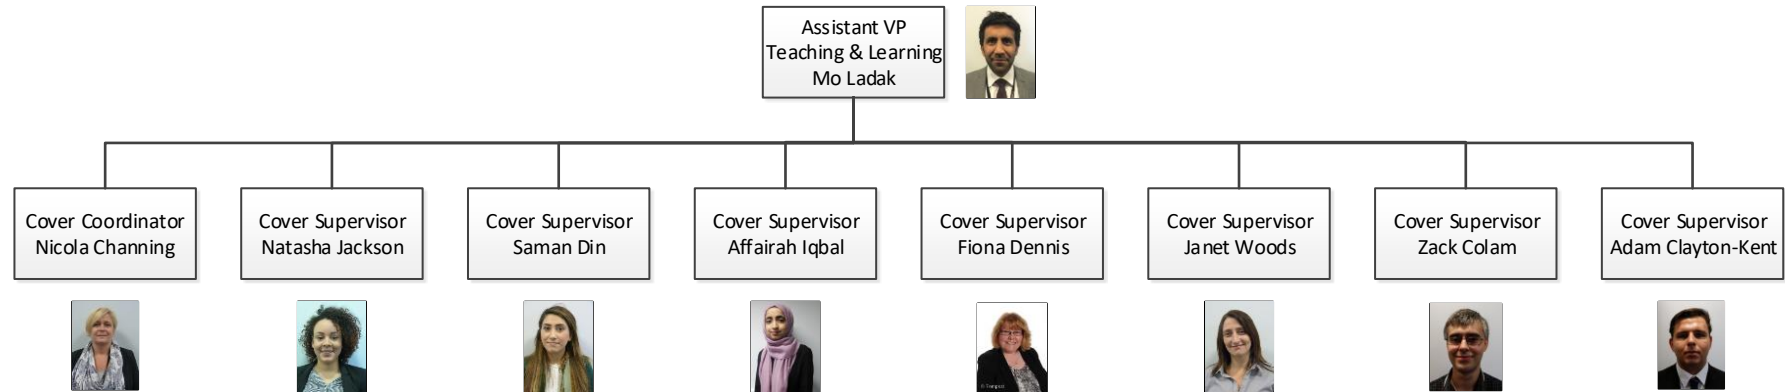 Assistant VP
Teaching & Learning
Mo Ladak
Cover Coordinator
Nicola Channing
Cover Supervisor
Natasha Jackson
Cover Supervisor
Saman Din
Cover Supervisor
Affairah Iqbal
Cover Supervisor
Fiona Dennis
Cover Supervisor
Janet Woods
Cover Supervisor
Zack Colam
Cover Supervisor
Adam Clayton-Kent
© Tempest